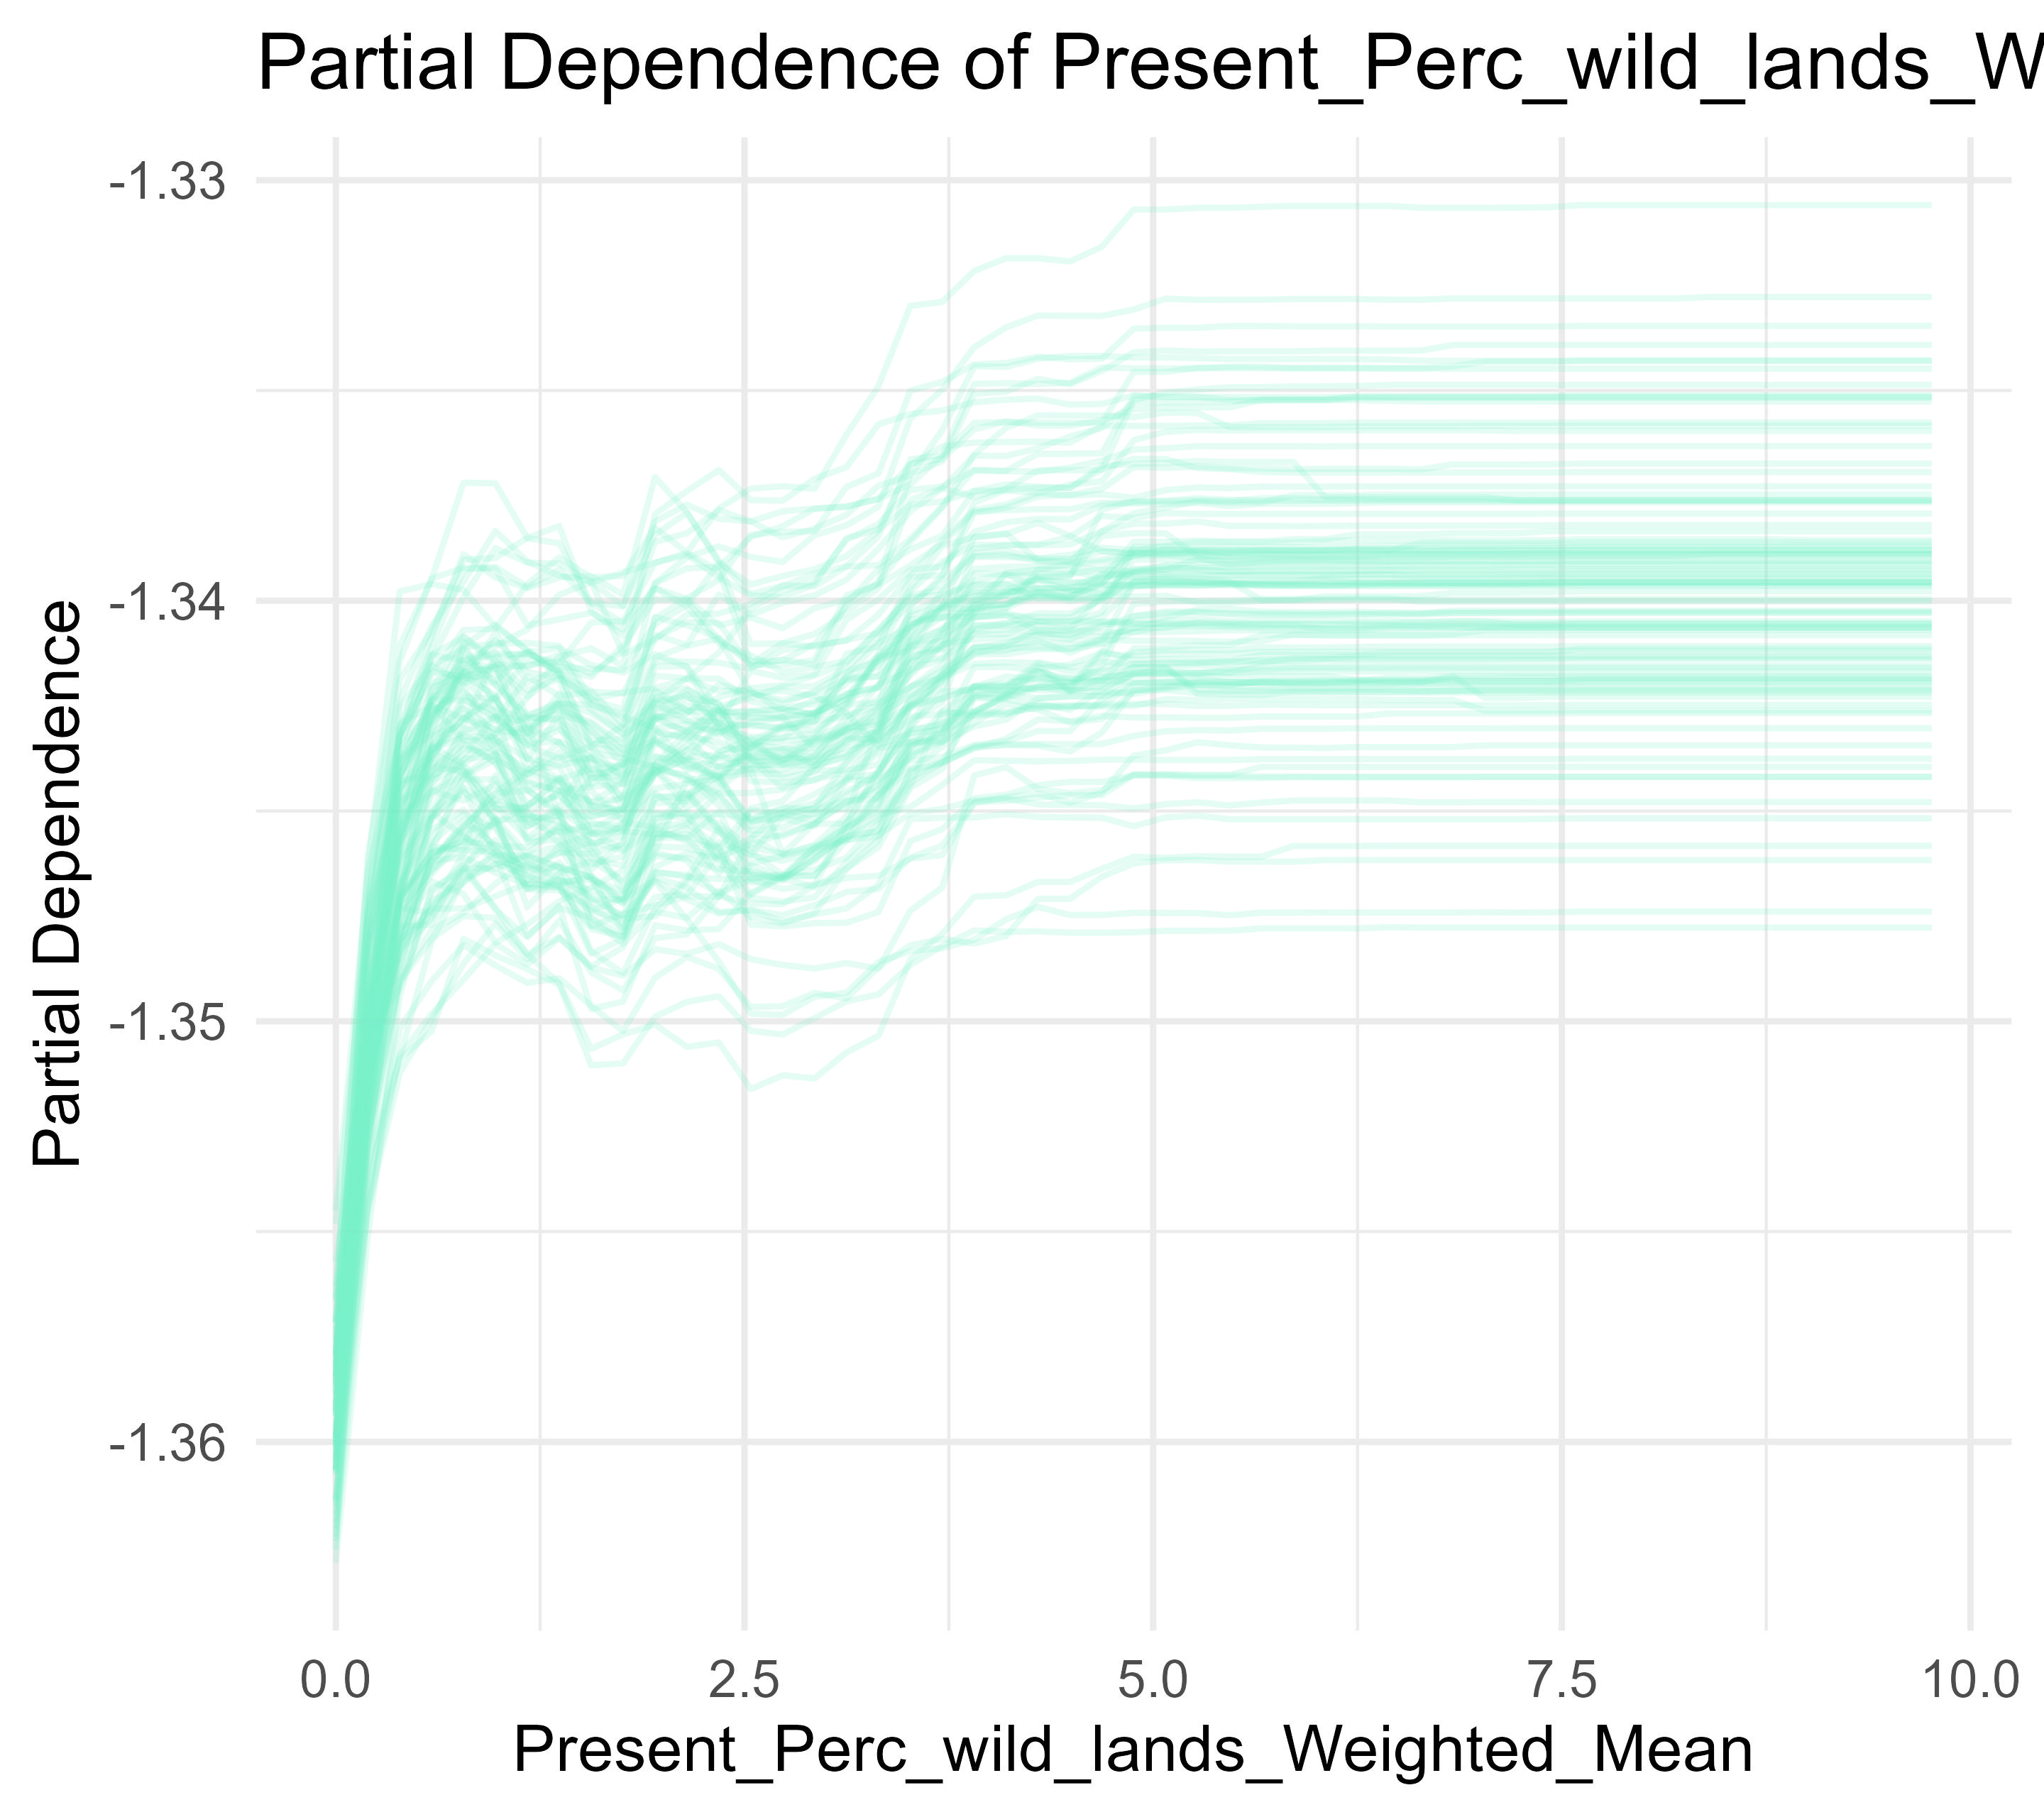 Partial Dependence of Present_Perc_wild_lands_W
Partial Dependence
-1.33
-1.34
-1.35
-1.36
0.0 2.5 5.0 7.5 10.0
Present_Perc_wild_lands_Weighted_Mean